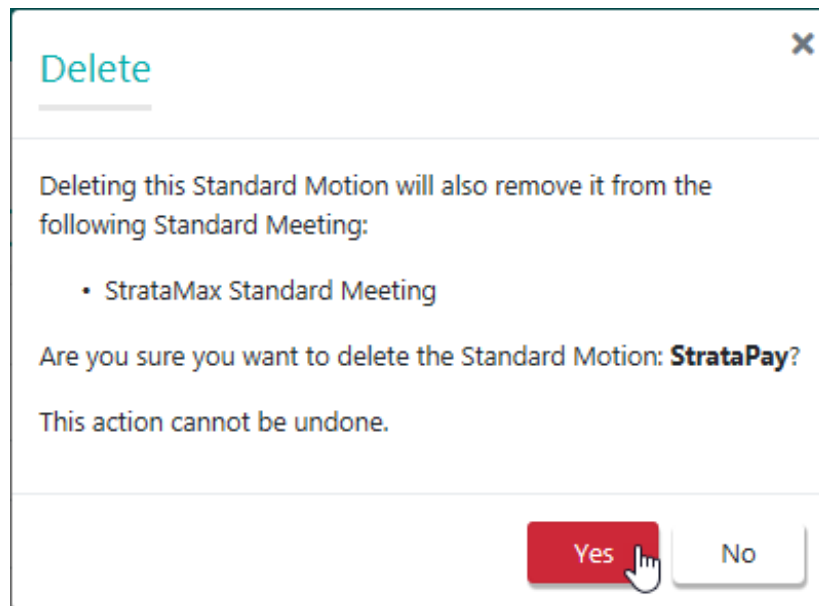 Delete
Deleting this Standard Motion will also remove it from the
following Standard Meeting:
• StrataMax Standard Meeting
Are you sure you want to delete the Standard Motion: StrataPay?
This action cannot be undone.
Yes
No